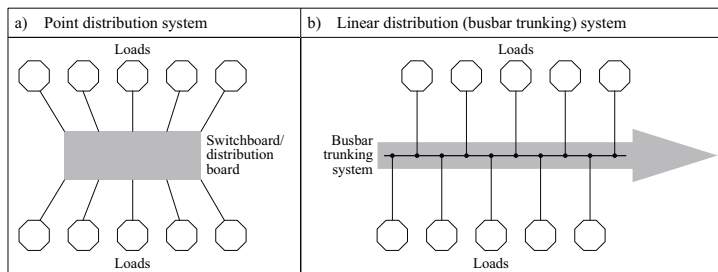 a) Point distribution system
Loads
Switchboard/
distribution
board
Loads
b) Linear distribution (busbar trunking) system
Loads
Busbar
trunking
system
Loads